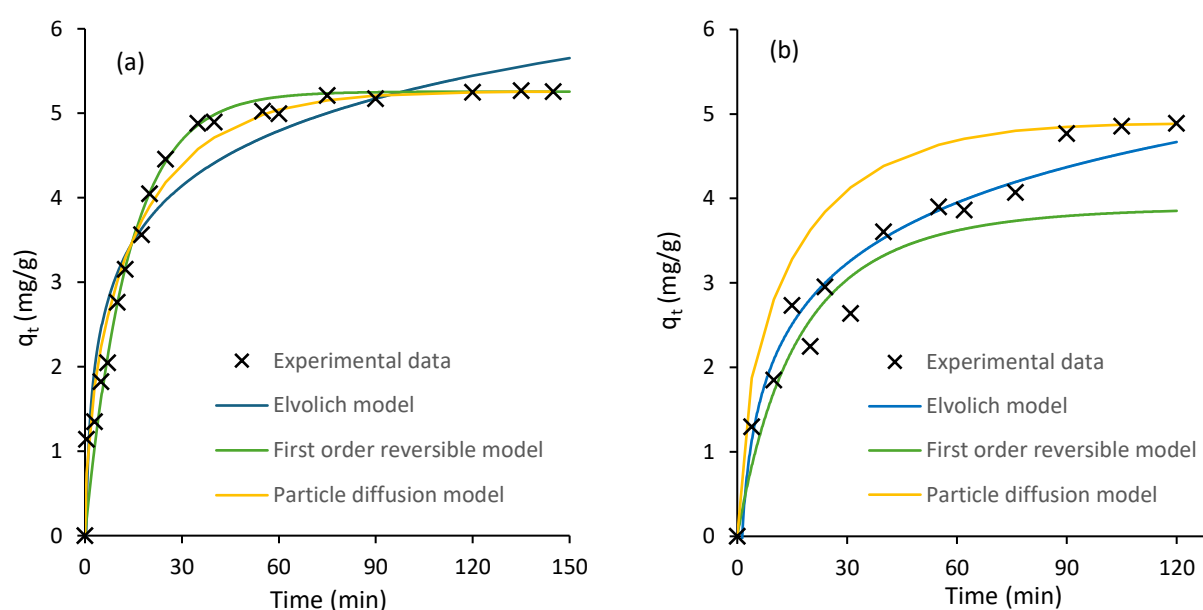 (a)
6
5
4
3
2
1
0
qt (mg/g)
0 30 60 90 120 150
Time (min)
Experimental data
Elvolich model
First order reversible model
Particle diffusion model
(b)
6
5
4
3
2
1
0
qt (mg/g)
0 30 60 90 120
Time (min)
Experimental data
Elvolich model
First order reversible model
Particle diffusion model